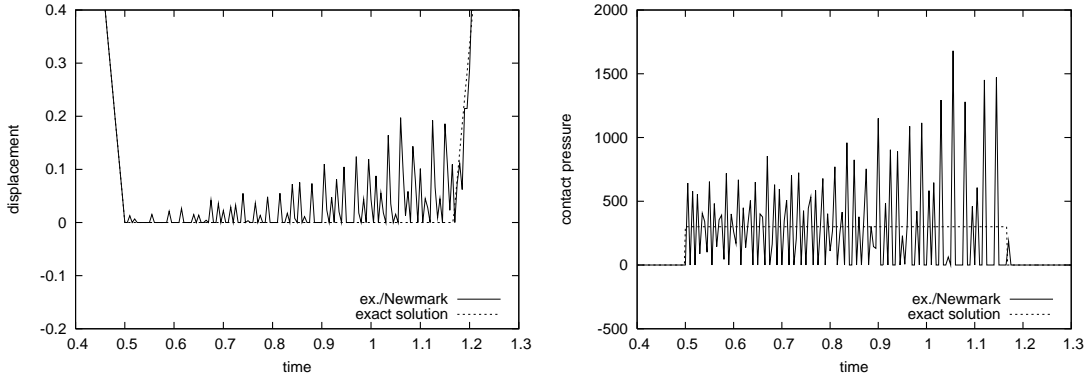 displacement
0.4
0.3
0.2
0.1
0
-0.1
-0.2
0.4 0.5 0.6 0.7 0.8 0.9 1 1.1 1.2 1.3
time
ex./Newmark
exact solution
contact pressure
2000
1500
1000
500
0
-500
0.4 0.5 0.6 0.7 0.8 0.9 1 1.1 1.2 1.3
time
ex./Newmark
exact solution